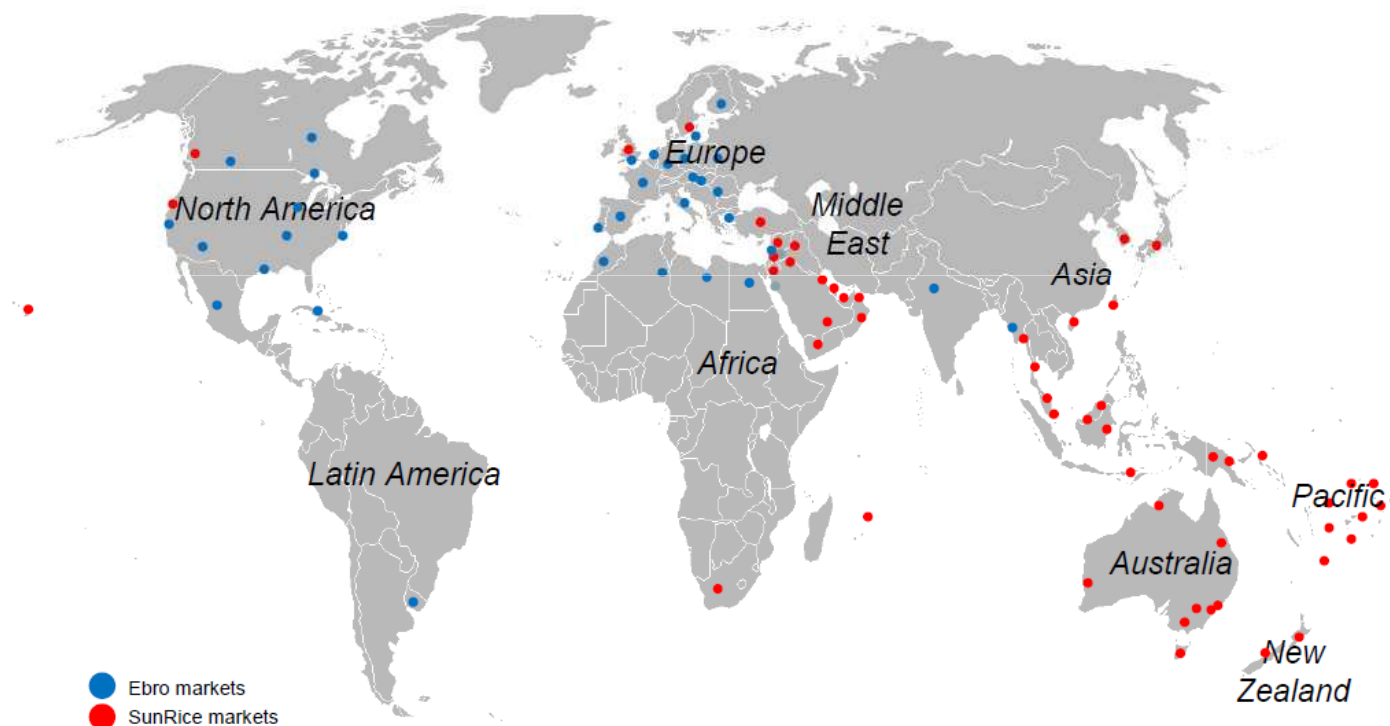 Europe
North America
Middle
East
Asia
Africa
Latin America
Pacific
Australia
New
Zealand
Ebro markets
SunRice markets